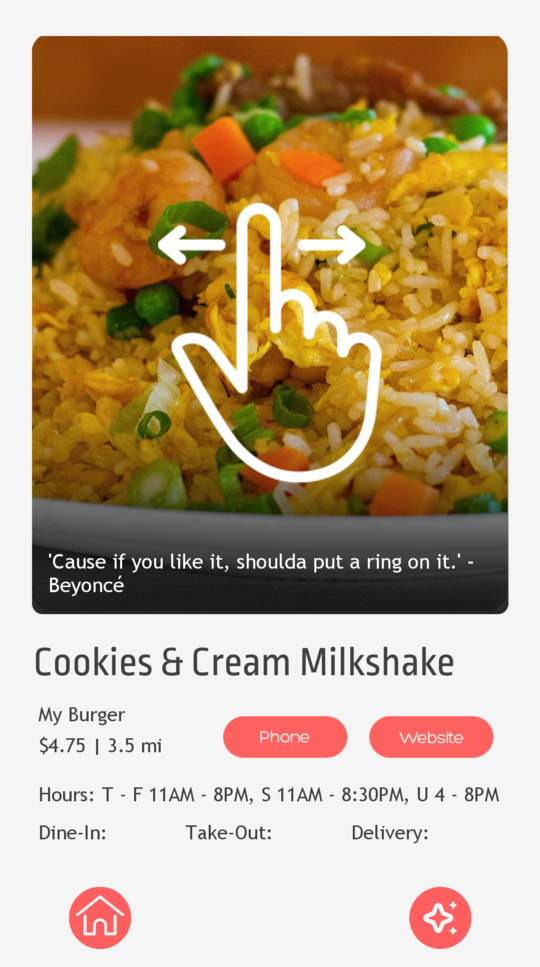 'Cause if you like it, shoulda put a ring on it.' -
Beyoncé
Cookies & Cream Milkshake
My Burger
$4.75 | 3.5 mi
Phone
Website
Hours: T - F 11AM - 8PM, S 11AM - 8:30PM, U 4 - 8PM
Dine-In:
Take-Out:
Delivery: